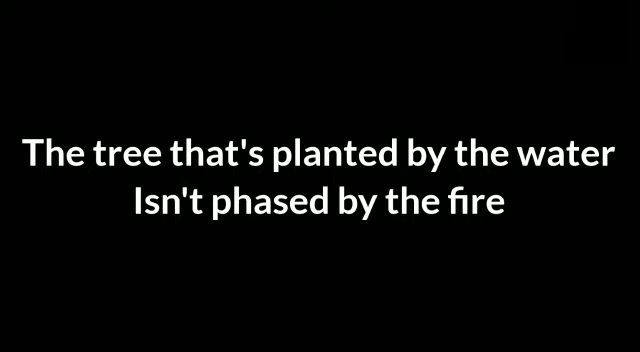 The tree that's planted by the water
Isn't phased by the fire